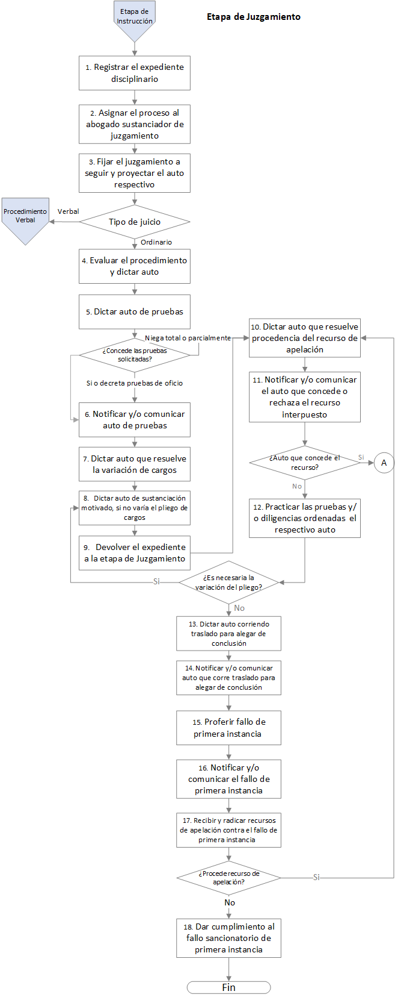 Etapa de
Instrucción
Etapa de Juzgamiento
1. Registrar el expediente
disciplinario
2. Asignar el proceso al
abogado sustanciador de
juzgamiento
3. Fijar el juzgamiento a
seguir y proyectar el auto
respectivo
Procedimiento
Verbal
Verbal
Tipo de juicio
Ordinario
4. Evaluar el procedimiento
y dictar auto
5. Dictar auto de pruebas
Niega total o parcialmente
¿Concede las pruebas
solicitadas?
Si o decreta pruebas de oficio
6. Notificar y/o comunicar
auto de pruebas
7. Dictar auto que resuelve
la variación de cargos
8. Dictar auto de sustanciación
motivado, si no varía el pliego de
cargos
9. Devolver el expediente
a la etapa de Juzgamiento
10. Dictar auto que resuelve
procedencia del recurso de
apelación
11. Notificar y/o comunicar
el auto que concede o
rechaza el recurso
interpuesto
¿Auto que concede el
recurso?
Si
A
No
12. Practicar las pruebas y/
o diligencias ordenadas el
respectivo auto
¿Es necesaria la
variación del pliego?
Si
No
13. Dictar auto corriendo
traslado para alegar de
conclusión
14. Notificar y/o comunicar
auto que corre traslado para
alegar de conclusión
15. Proferir fallo de
primera instancia
16. Notificar y/o
comunicar el fallo de
primera instancia
17. Recibir y radicar recursos
de apelación contra el fallo de
primera instancia
¿Procede recurso de
apelación?
Si
No
18. Dar cumplimiento al
fallo sancionatorio de
primera instancia
Fin